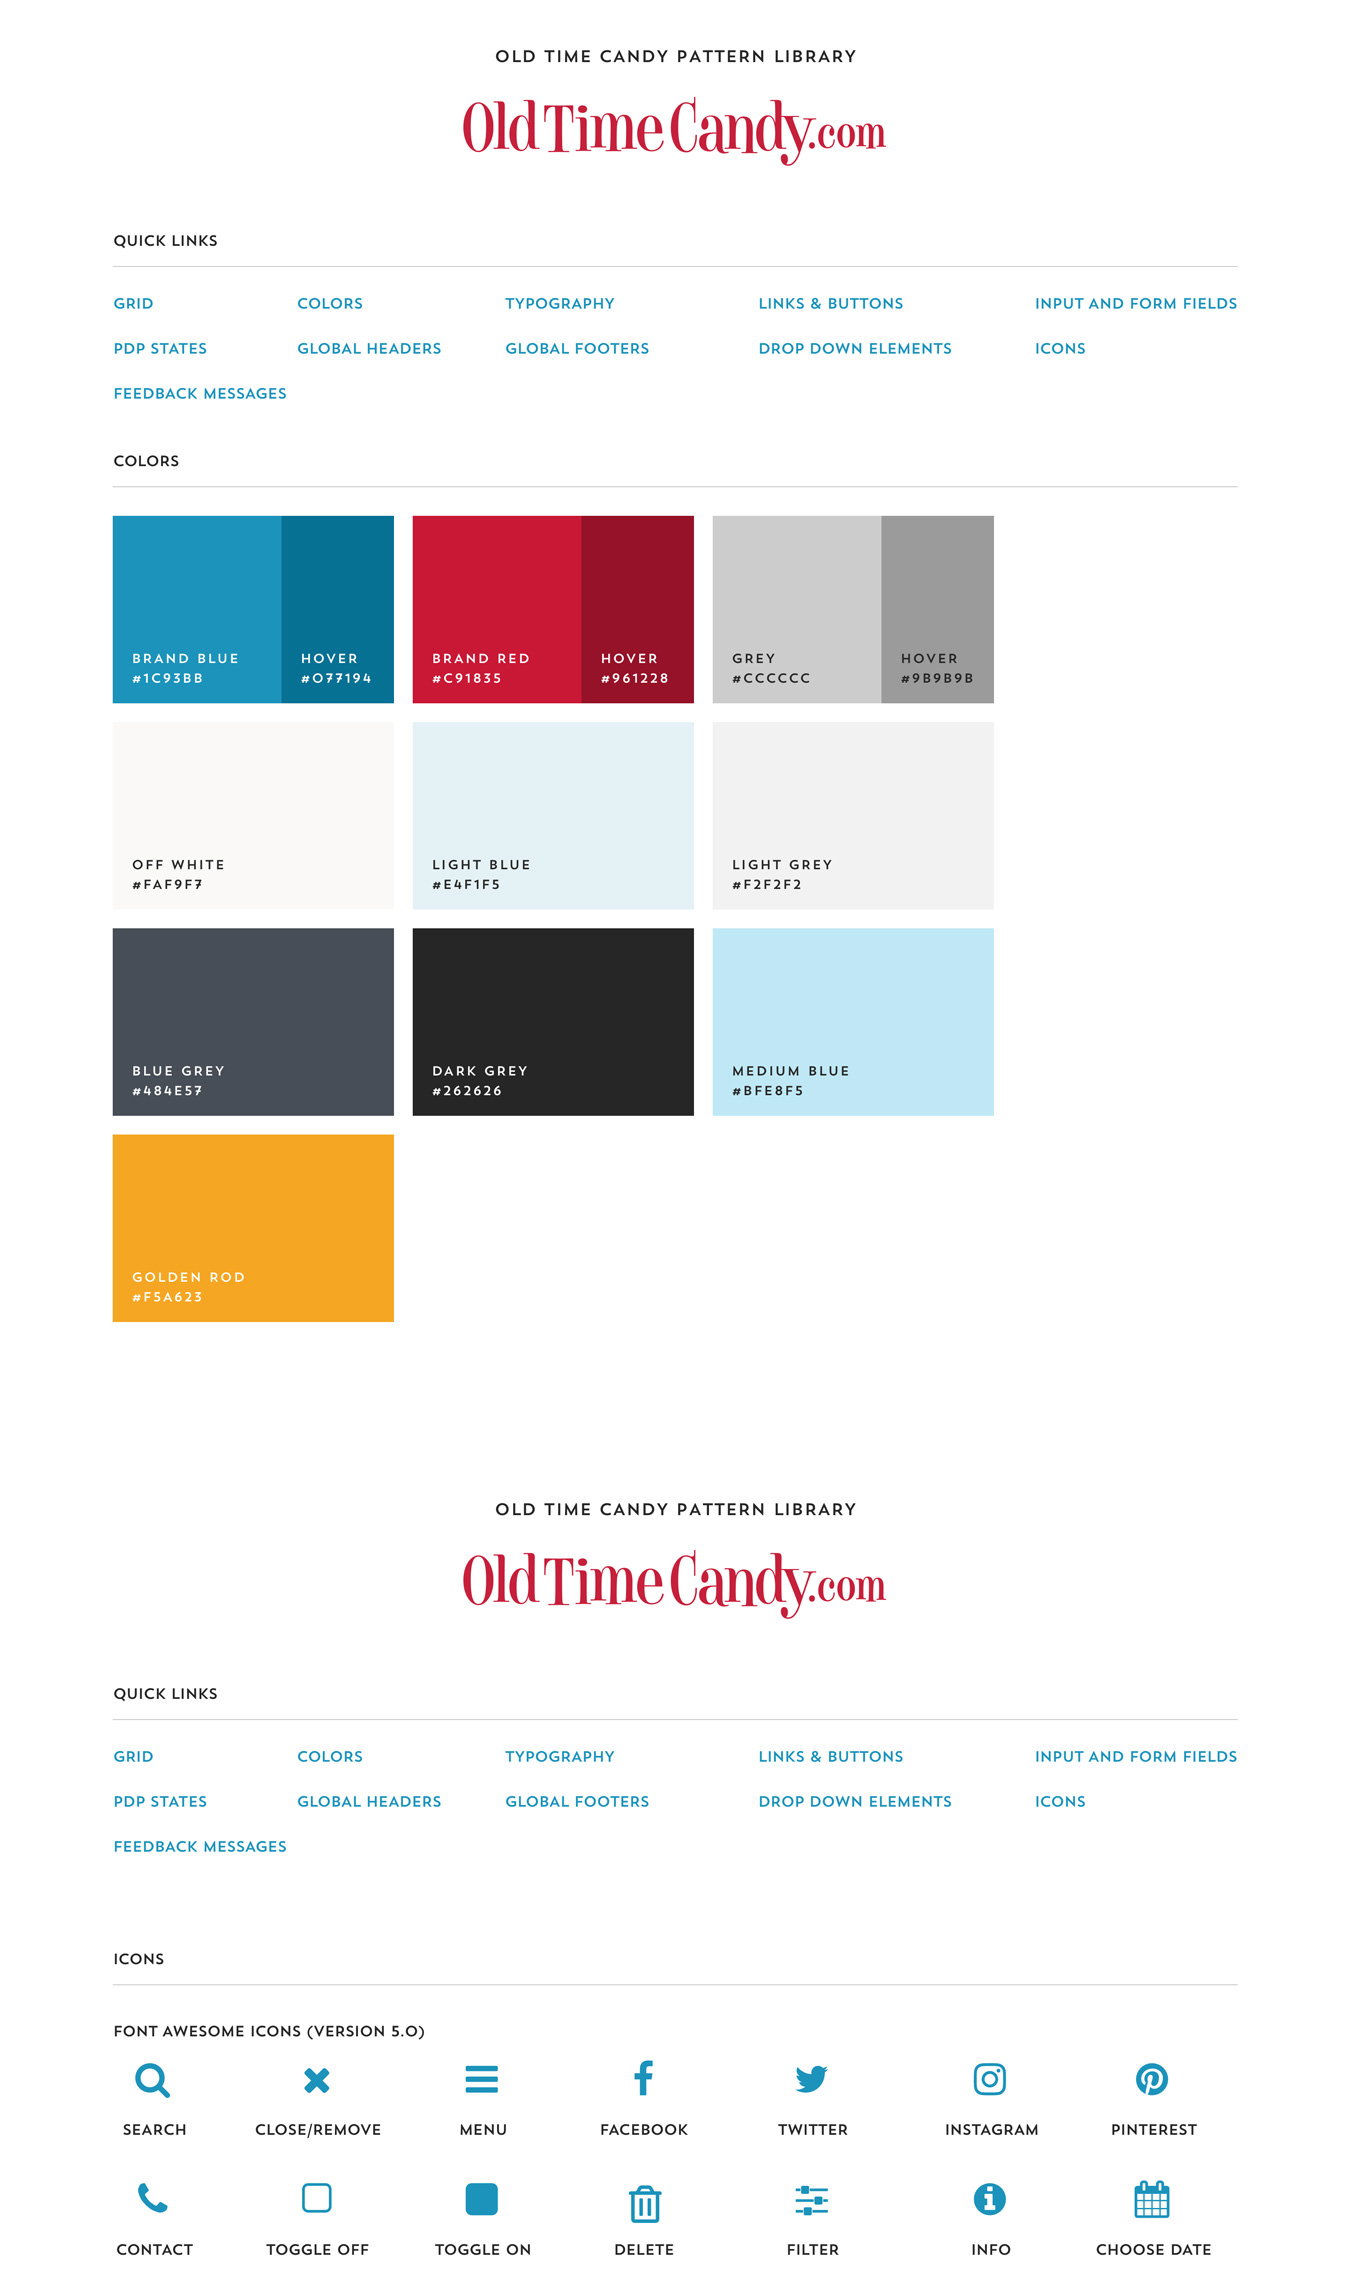 OLD TIME CANDY PATTERN LIBRARY
Old Time Candy.com
QUICK LINKS
GRID COLORS TYPOGRAPHY LINKS & BUTTONS INPUT AND FORM FIELDS
PDP STATES GLOBAL HEADERS GLOBAL FOOTERS DROP DOWN ELEMENTS ICONS
FEEDBACK MESSAGES
COLORS
BRAND BLUE HOVER BRAND RED HOVER GREY HOVER
#1C93BB #077194 #C91835 #961228 #CCCCCC #9B9B9B
OFF WHITE LIGHT BLUE LIGHT GREY
#FAF9F7 #E4F1F5 #F2F2F2
BLUE GREY DARK GREY MEDIUM BLUE
#484E57 #262626 #BFE8F5
GOLDEN ROD
#F5A623
OLD TIME CANDY PATTERN LIBRARY
Old Time Candy.com
QUICK LINKS
GRID COLORS TYPOGRAPHY LINKS & BUTTONS INPUT AND FORM FIELDS
PDP STATES GLOBAL HEADERS GLOBAL FOOTERS DROP DOWN ELEMENTS ICONS
FEEDBACK MESSAGES
ICONS
FONT AWESOME ICONS (VERSION 5.0)
SEARCH CLOSE/REMOVE MENU FACEBOOK TWITTER INSTAGRAM PINTEREST
CONTACT TOGGLE OFF TOGGLE ON DELETE FILTER INFO CHOOSE DATE